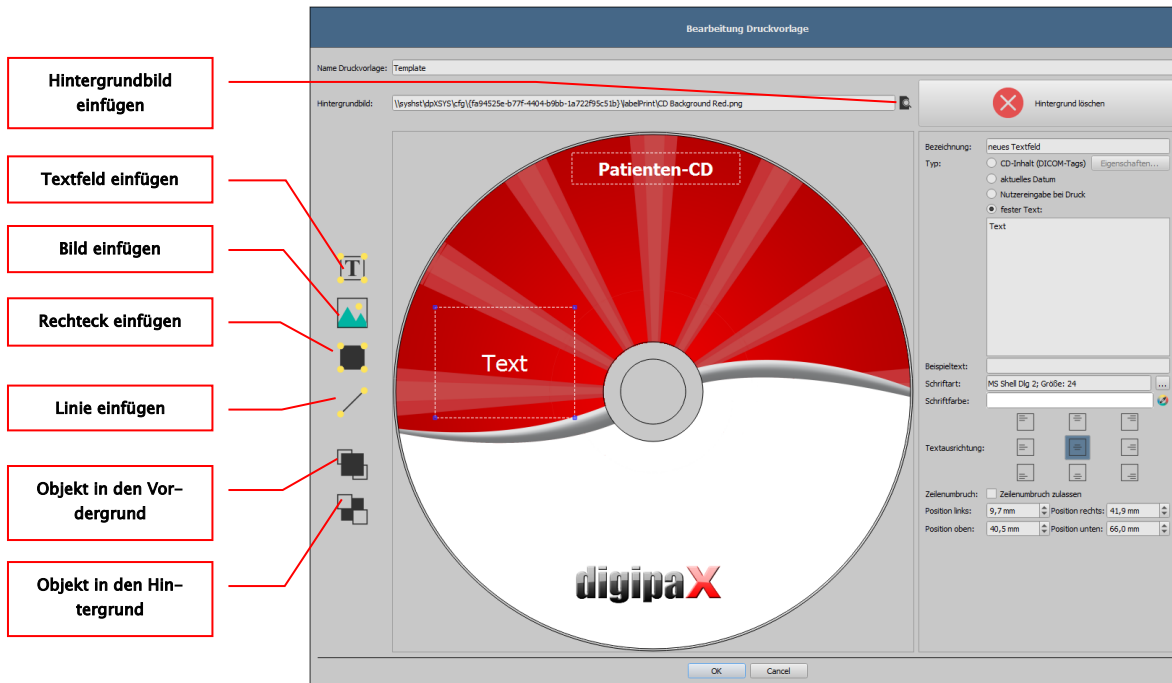 Bearbeitung Druckvorlage
Name Druckvorlage: Template
Hintergrundbild: \\syshst\dpXSYS\cfg\{fa94525e-b77f-4404-b9bb-1a722f95c51b}\labelPrint\CD Background Red.png
Hintergrund löschen
Hintergrundbild
einfügen
Textfeld einfügen
Bild einfügen
Rechteck einfügen
Linie einfügen
Objekt in den Vor-
dergrund
Objekt in den Hin-
tergrund
T
Patienten-CD
Text
digipaX
Bezeichnung: neues Textfeld
Typ: CD-Inhalt (DICOM-Tags) Eigenschaften...
aktuelles Datum
Nutzereingabe bei Druck
fester Text:
Text
Beispieltext:
Schriftart: MS Shell Dlg 2; Größe: 24 ...
Schriftfarbe:
Textausrichtung:
Zeilenumbruch: Zeilenumbruch zulassen
Position links: 9,7 mm Position rechts: 41,9 mm
Position oben: 40,5 mm Position unten: 66,0 mm
OK Cancel